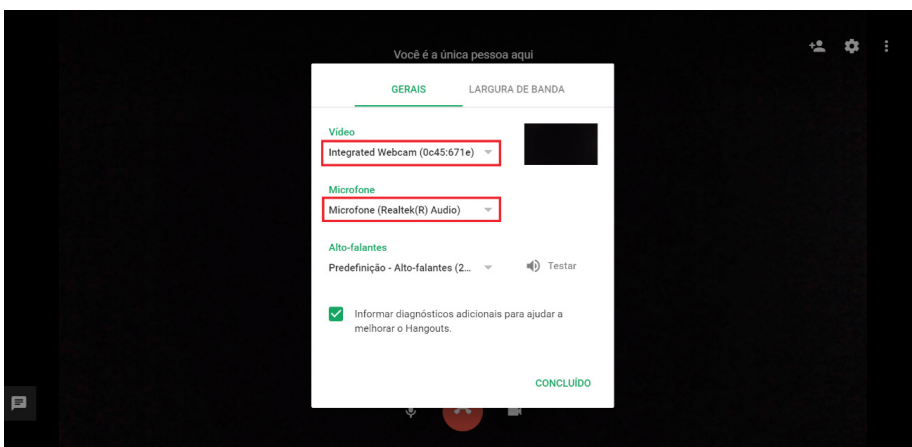 Você é a única pessoa aqui
GERAIS
LARGURA DE BANDA
Vídeo
Integrated Webcam (0c45:671e)
Microfone
Microfone (Realtek(R) Audio)
Alto-falantes
Predefinição - Alto-falantes (2...
Testar
Informar diagnósticos adicionais para ajudar a
melhorar o Hangouts.
CONCLUÍDO